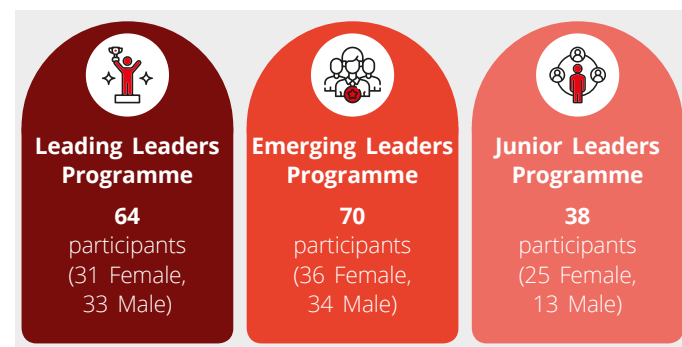 Leading Leaders
Programme
64
participants
(31 Female,
33 Male)
Emerging Leaders
Programme
70
participants
(36 Female,
34 Male)
Junior Leaders
Programme
38
participants
(25 Female,
13 Male)